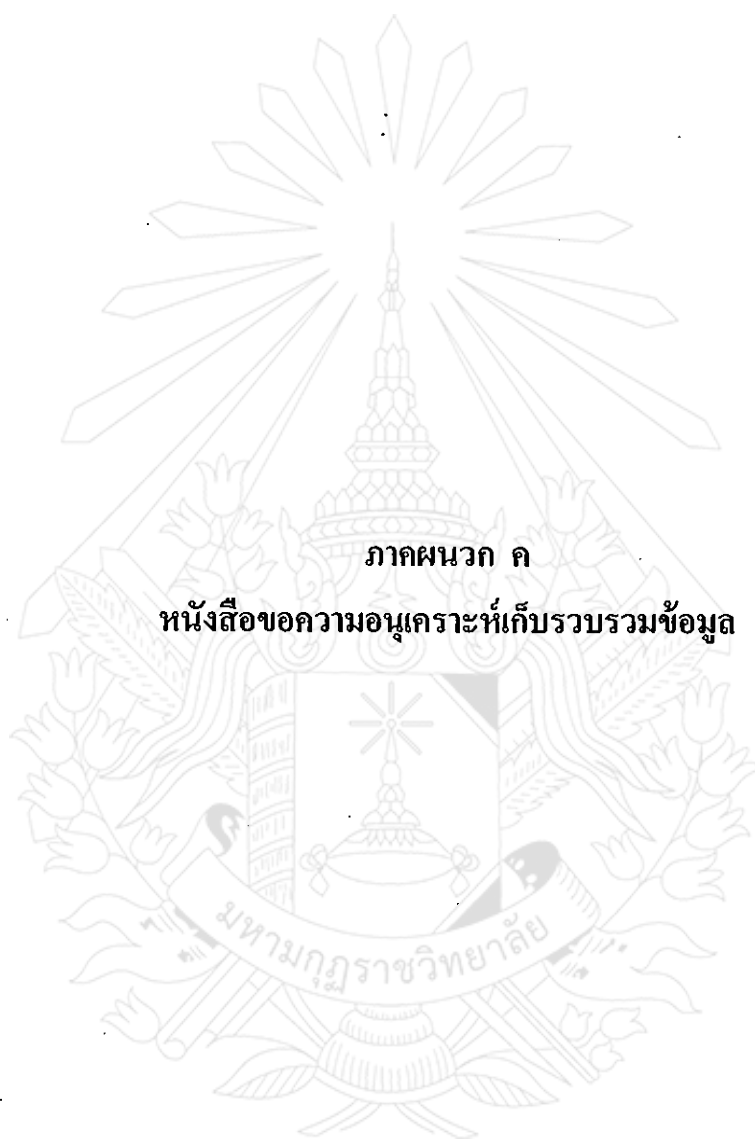 ภาคผนวก ค
หนังสือขอความอนุเคราะห์เก็บรวบรวมข้อมูล
มหามกุฏราชวิทยาลัย